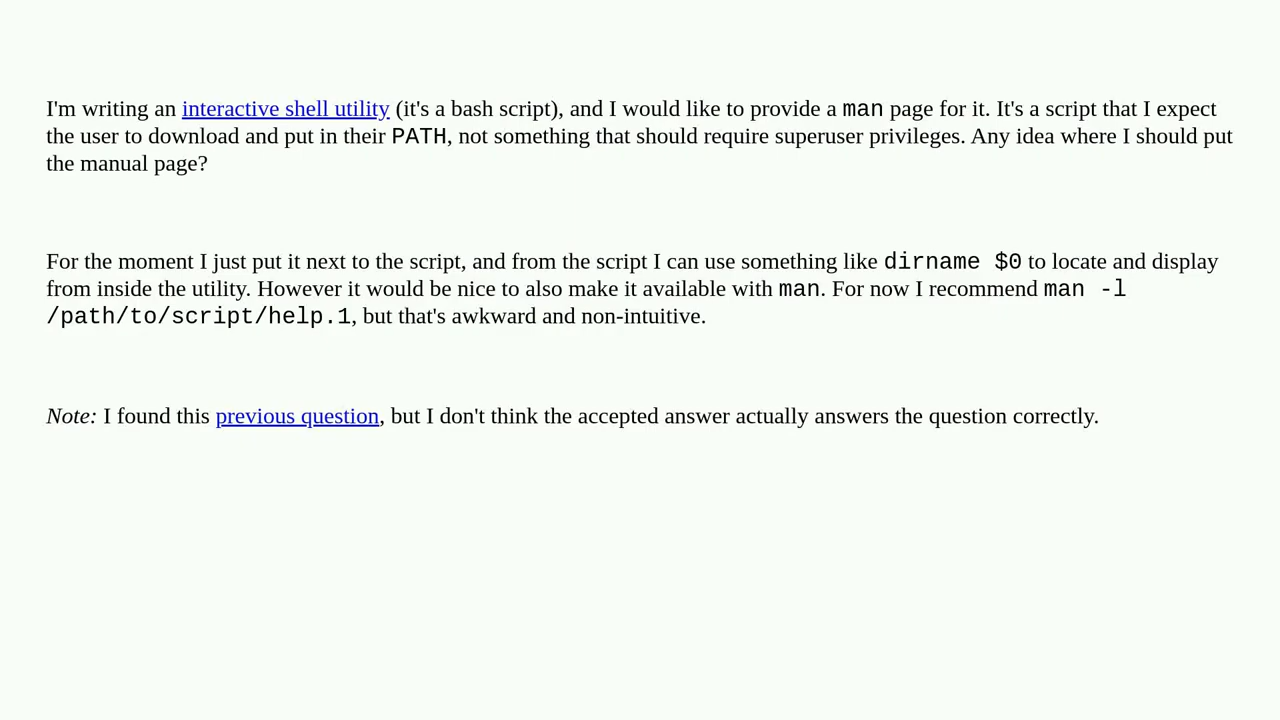 I'm writing an interactive shell utility (it's a bash script), and I would like to provide a man page for it. It's a script that I expect
the user to download and put in their PATH, not something that should require superuser privileges. Any idea where I should put
the manual page?
For the moment I just put it next to the script, and from the script I can use something like dirname $0 to locate and display
from inside the utility. However it would be nice to also make it available with man. For now I recommend man -l
/path/to/script/help.1, but that's awkward and non-intuitive.
Note: I found this previous question, but I don't think the accepted answer actually answers the question correctly.